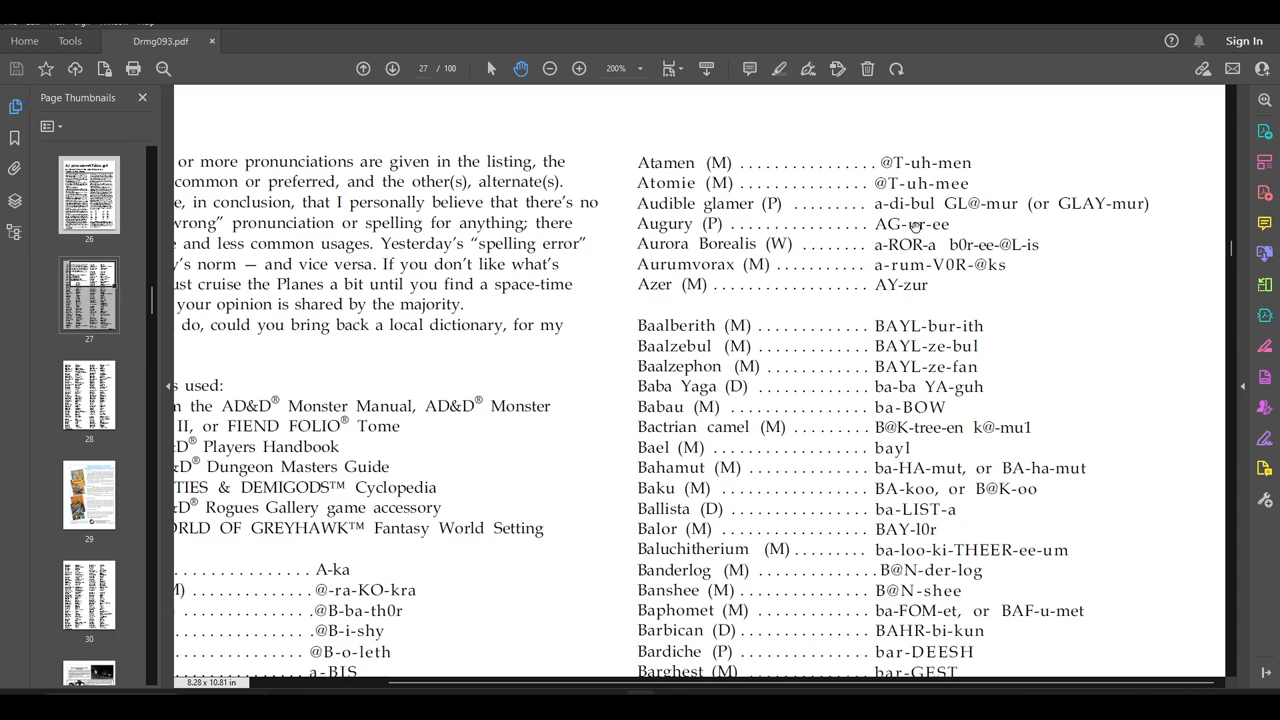 Home Tools Drmg093.pdf × Sign In
27 / 100 200%
Page Thumbnails
26
27
28
29
30
or more pronunciations are given in the listing, the
common or preferred, and the other(s), alternate(s).
e, in conclusion, that I personally believe that there's no
wrong" pronunciation or spelling for anything; there
e and less common usages. Yesterday's "spelling error"
y's norm — and vice versa. If you don't like what's
ust cruise the Planes a bit until you find a space-time
your opinion is shared by the majority.
do, could you bring back a local dictionary, for my
s used:
m the AD&D® Monster Manual, AD&D® Monster
II, or FIEND FOLIO® Tome
&D® Players Handbook
&D® Dungeon Masters Guide
TIES & DEMIGODS™ Cyclopedia
&D® Rogues Gallery game accessory
ORLD OF GREYHAWK™ Fantasy World Setting
. . . . . . . . . . . . . . . . . A-ka
M) . . . . . . . . . . . . . . . . @-ra-KO-kra
. . . . . . . . . . . . . . . . . @B-ba-th0r
. . . . . . . . . . . . . . . . . @B-i-shy
. . . . . . . . . . . . . . . . . @B-o-leth
. . . . . . . . . . . . . . . . . a-BIS
Atamen (M) . . . . . . . . . . . . . . . . @T-uh-men
Atomie (M) . . . . . . . . . . . . . . . . @T-uh-mee
Audible glamer (P) . . . . . . . . . a-di-bul GL@-mur (or GLAY-mur)
Augury (P) . . . . . . . . . . . . . . . . . AG-ur-ee
Aurora Borealis (W) . . . . . . . . a-ROR-a b0r-ee-@L-is
Aurumvorax (M) . . . . . . . . . . . a-rum-V0R-@ks
Azer (M) . . . . . . . . . . . . . . . . . . . AY-zur
Baalberith (M) . . . . . . . . . . . . . BAYL-bur-ith
Baalzebul (M) . . . . . . . . . . . . . . BAYL-ze-bul
Baalzephon (M) . . . . . . . . . . . . BAYL-ze-fan
Baba Yaga (D) . . . . . . . . . . . . . . ba-ba YA-guh
Babau (M) . . . . . . . . . . . . . . . . . ba-BOW
Bactrian camel (M) . . . . . . . . . B@K-tree-en k@-mu1
Bael (M) . . . . . . . . . . . . . . . . . . . bayl
Bahamut (M) . . . . . . . . . . . . . . . ba-HA-mut, or BA-ha-mut
Baku (M) . . . . . . . . . . . . . . . . . . BA-koo, or B@K-oo
Ballista (D) . . . . . . . . . . . . . . . . . ba-LIST-a
Balor (M) . . . . . . . . . . . . . . . . . . BAY-l0r
Baluchitherium (M) . . . . . . . . . ba-loo-ki-THEER-ee-um
Banderlog (M) . . . . . . . . . . . . . . B@N-der-log
Banshee (M) . . . . . . . . . . . . . . . B@N-shee
Baphomet (M) . . . . . . . . . . . . . . ba-FOM-et, or BAF-u-met
Barbican (D) . . . . . . . . . . . . . . . BAHR-bi-kun
Bardiche (P) . . . . . . . . . . . . . . . . bar-DEESH
Barghest (M) . . . . . . . . . . . . . . . bar-GEST
8.28 x 10.81 in